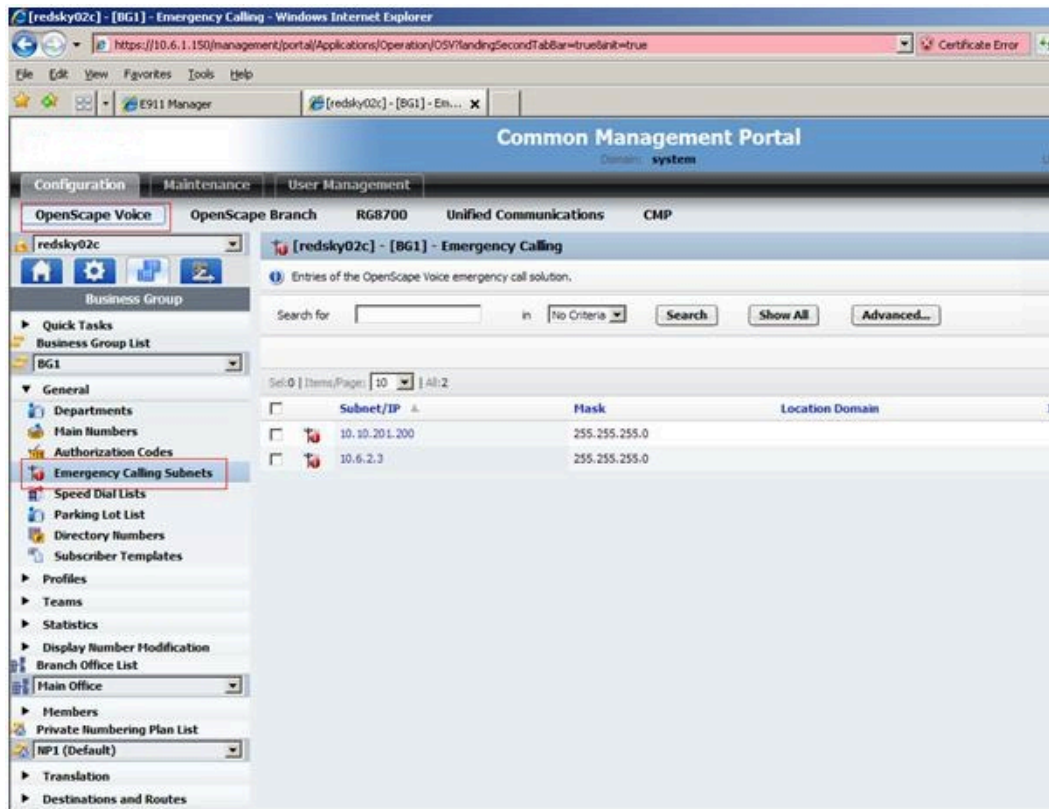 [redsky02c] - [BG1] - Emergency Calling - Windows Internet Explorer
https://10.6.1.150/management/portal/Applications/Operation/OSV?landingSecondTabBar=true&init=true
Certificate Error
File Edit View Favorites Tools Help
E911 Manager
[redsky02c] - [BG1] - Em...
Common Management Portal
Domain: system
Configuration Maintenance User Management
OpenScape Voice OpenScape Branch RG8700 Unified Communications CMP
redsky02c
[redsky02c] - [BG1] - Emergency Calling
Entries of the OpenScape Voice emergency call solution.
Business Group
Search for in No Criteria Search Show All Advanced...
Quick Tasks
Business Group List
BG1
Sel:0 | Items/Page: 10 | All:2
General
Subnet/IP Mask Location Domain
Departments
10.10.201.200 255.255.255.0
Main Numbers
10.6.2.3 255.255.255.0
Authorization Codes
Emergency Calling Subnets
Speed Dial Lists
Parking Lot List
Directory Numbers
Subscriber Templates
Profiles
Teams
Statistics
Display Number Modification
Branch Office List
Main Office
Members
Private Numbering Plan List
NP1 (Default)
Translation
Destinations and Routes